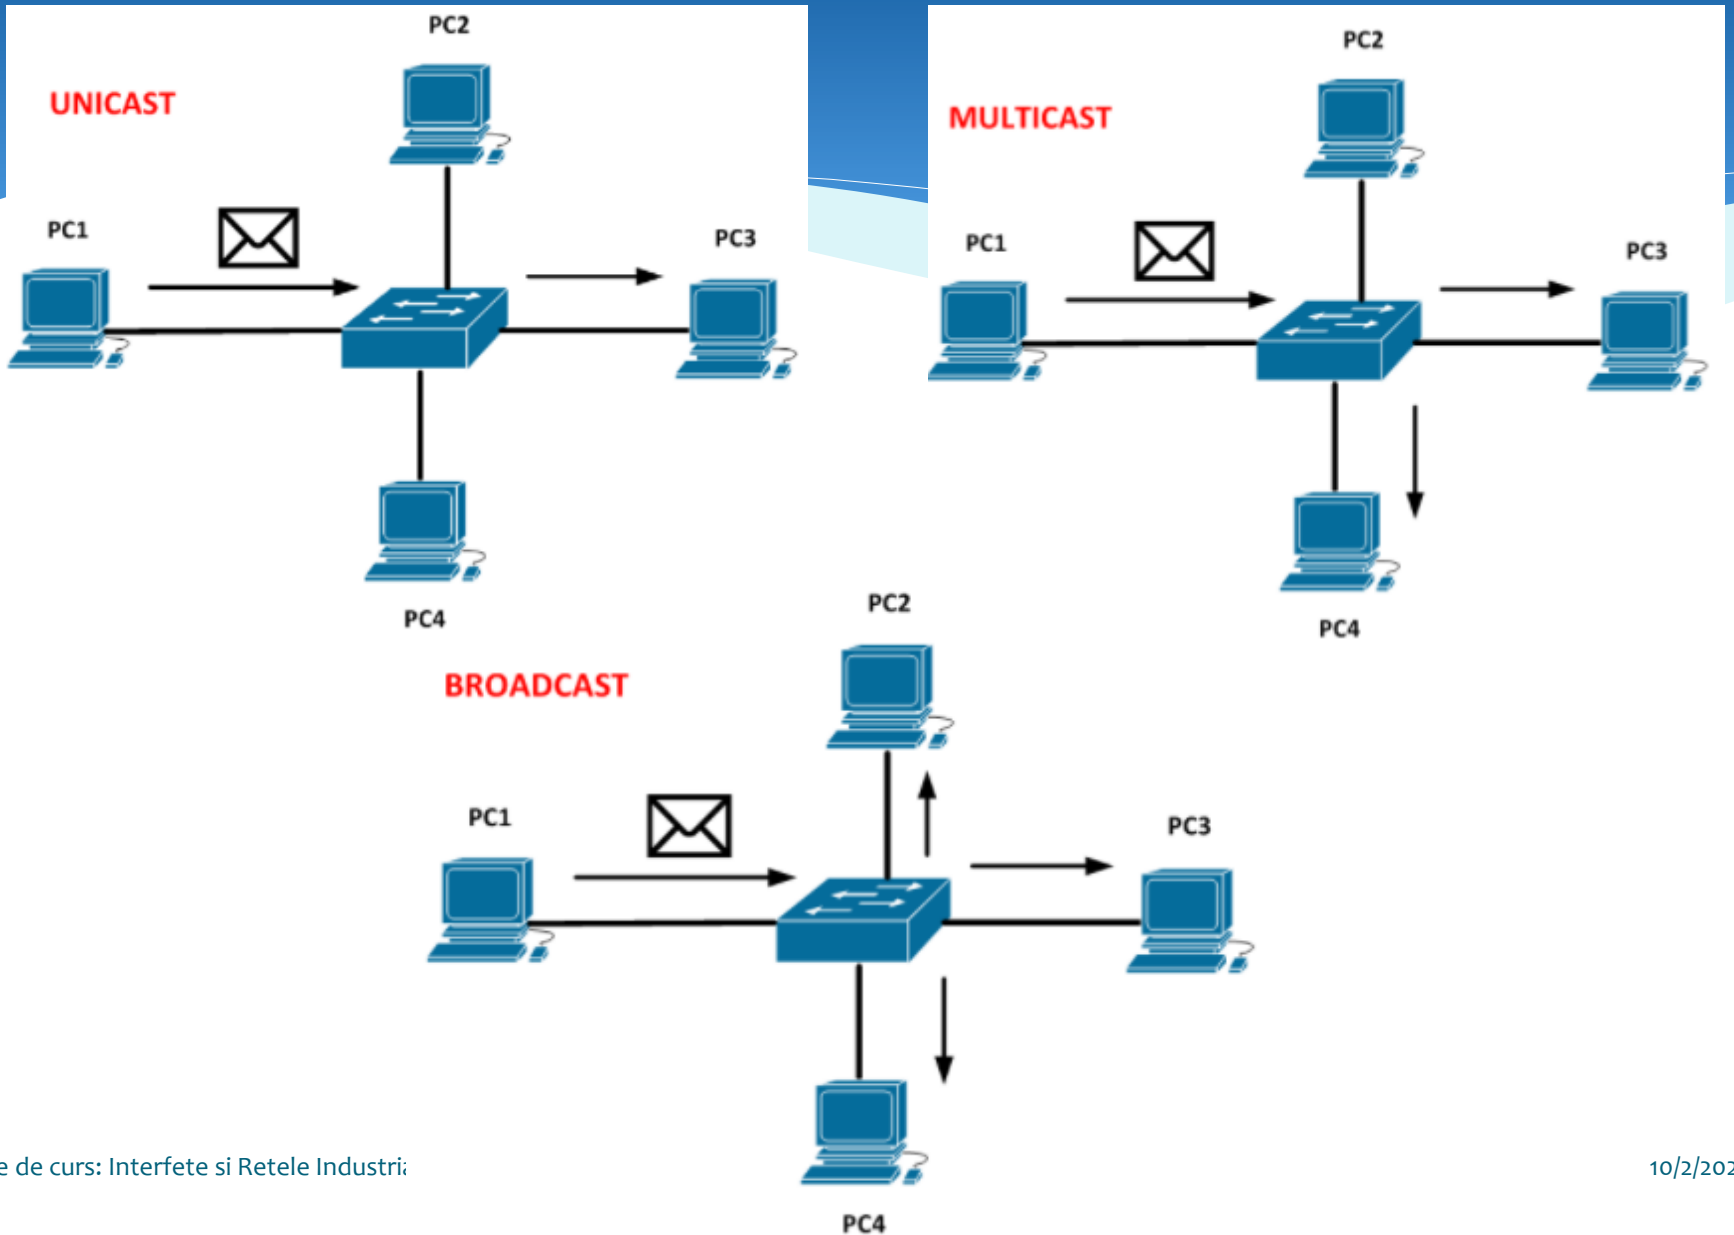 UNICAST
PC2
PC1
PC3
PC4
MULTICAST
PC2
PC1
PC3
PC4
BROADCAST
PC2
PC1
PC3
PC4
e de curs: Interfete si Retele Industri
10/2/202